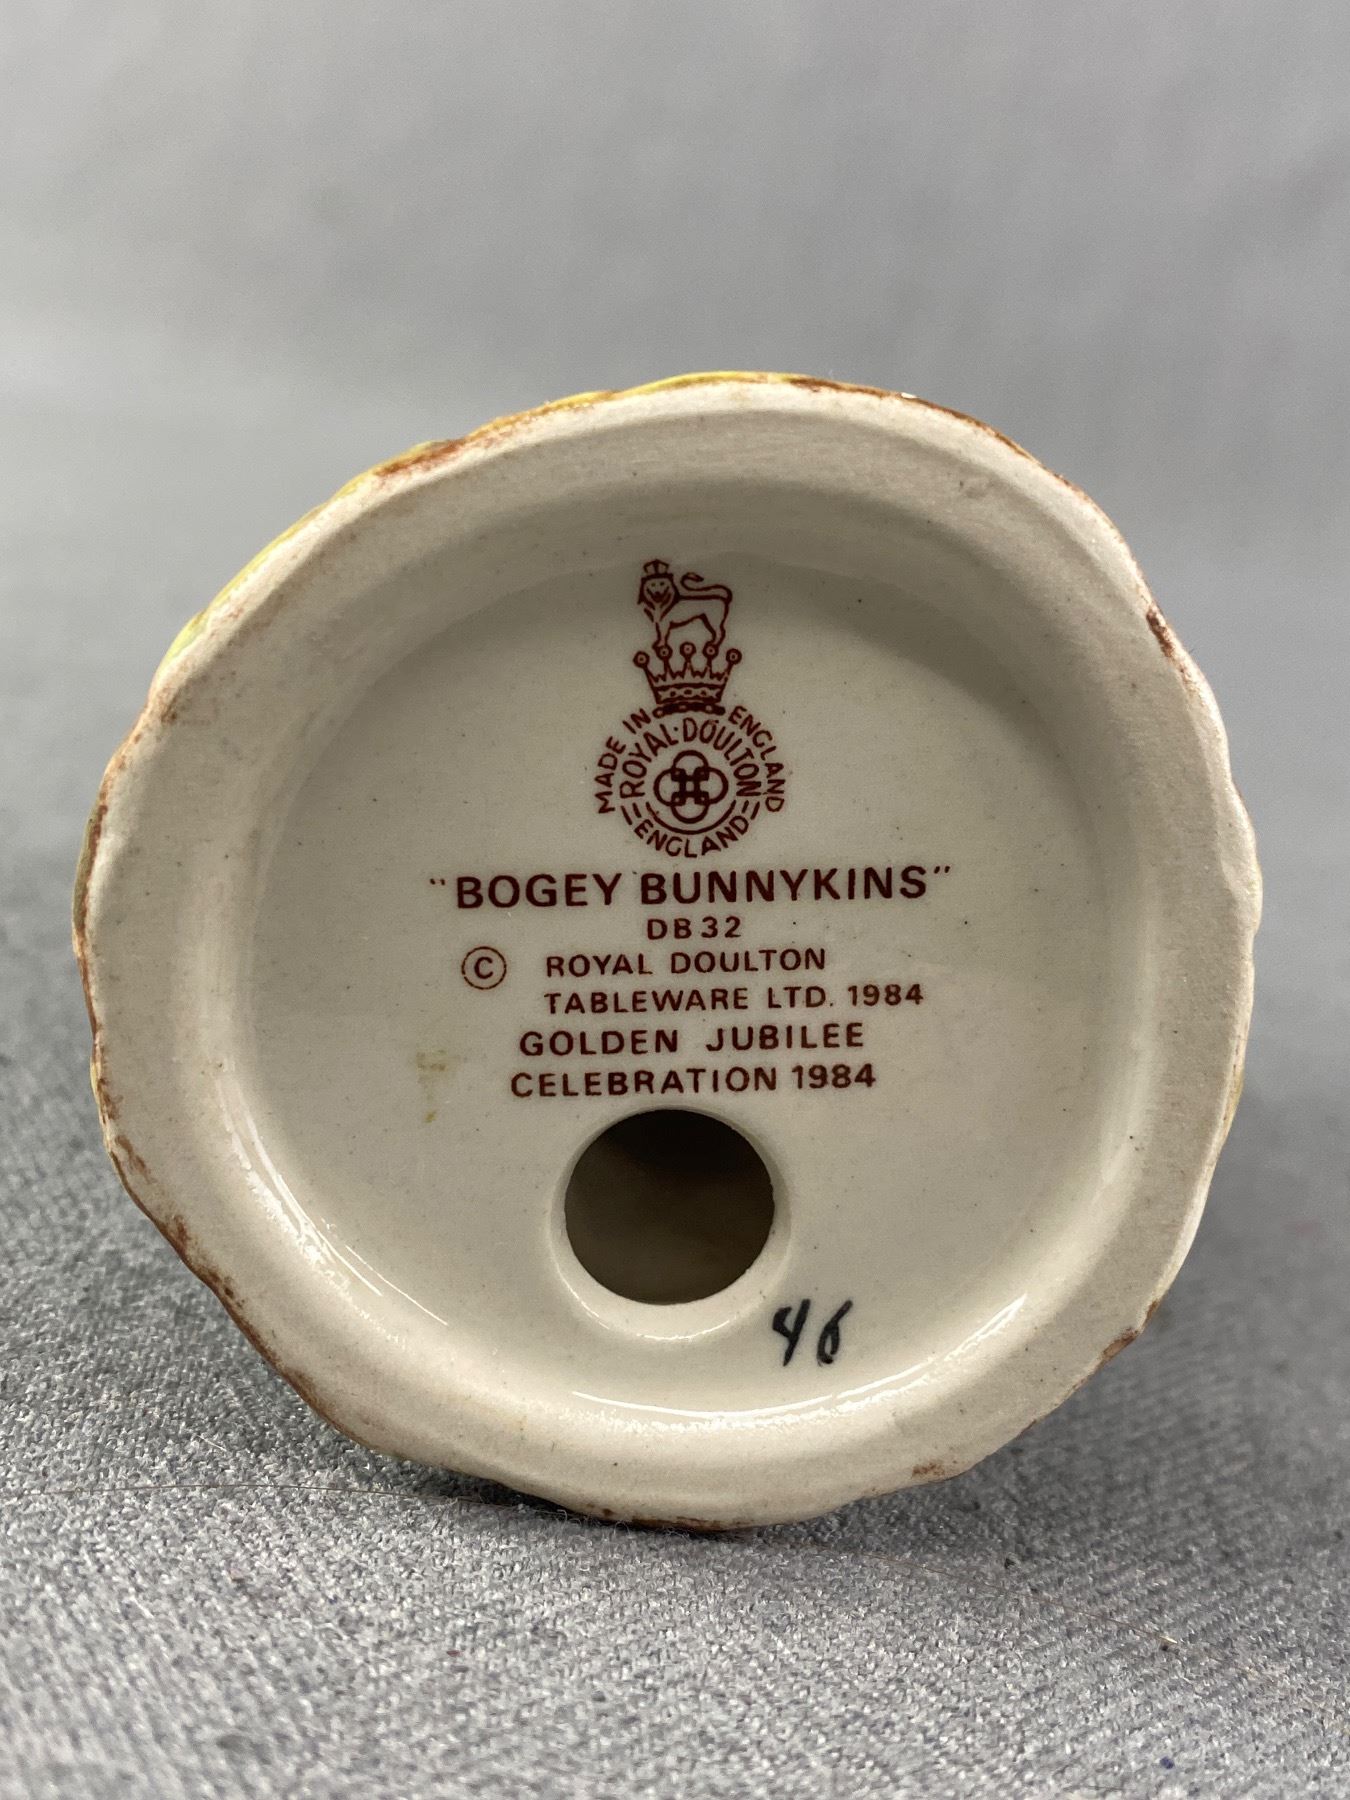 MADE IN ENGLAND
ROYAL·DOULTON
ENGLAND
"BOGEY BUNNYKINS"
DB32
© ROYAL DOULTON
TABLEWARE LTD. 1984
GOLDEN JUBILEE
CELEBRATION 1984
46